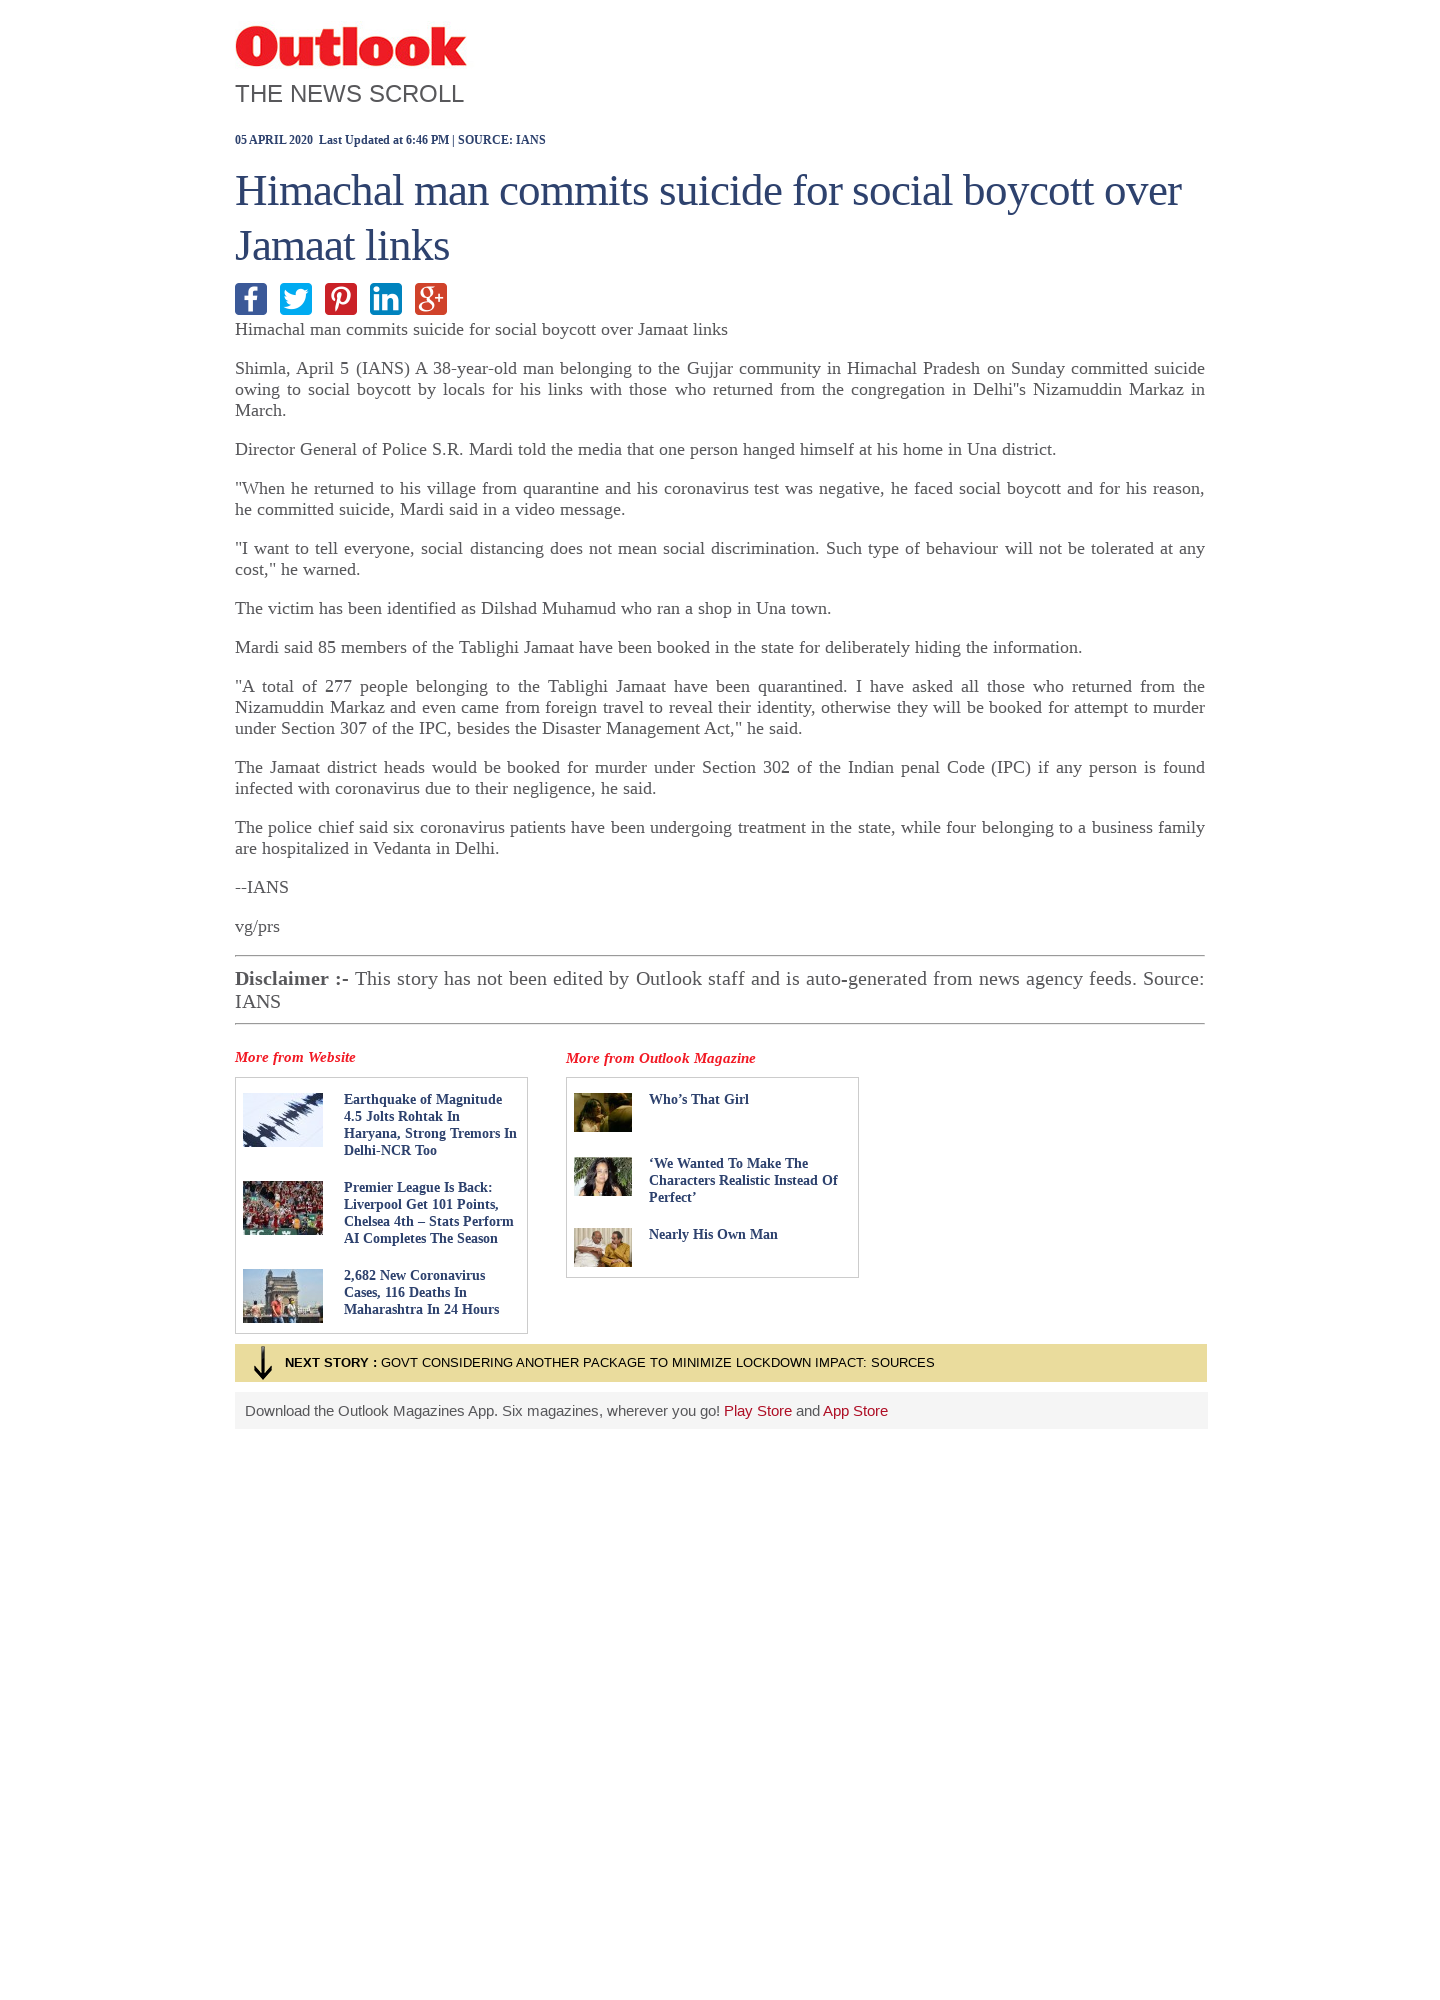 Outlook
THE NEWS SCROLL
05 APRIL 2020  Last Updated at 6:46 PM | SOURCE: IANS
Himachal man commits suicide for social boycott over
Jamaat links
Himachal man commits suicide for social boycott over Jamaat links
Shimla, April 5 (IANS) A 38-year-old man belonging to the Gujjar community in Himachal Pradesh on Sunday committed suicide
owing to social boycott by locals for his links with those who returned from the congregation in Delhi"s Nizamuddin Markaz in
March.
Director General of Police S.R. Mardi told the media that one person hanged himself at his home in Una district.
"When he returned to his village from quarantine and his coronavirus test was negative, he faced social boycott and for his reason,
he committed suicide, Mardi said in a video message.
"I want to tell everyone, social distancing does not mean social discrimination. Such type of behaviour will not be tolerated at any
cost," he warned.
The victim has been identified as Dilshad Muhamud who ran a shop in Una town.
Mardi said 85 members of the Tablighi Jamaat have been booked in the state for deliberately hiding the information.
"A total of 277 people belonging to the Tablighi Jamaat have been quarantined. I have asked all those who returned from the
Nizamuddin Markaz and even came from foreign travel to reveal their identity, otherwise they will be booked for attempt to murder
under Section 307 of the IPC, besides the Disaster Management Act," he said.
The Jamaat district heads would be booked for murder under Section 302 of the Indian penal Code (IPC) if any person is found
infected with coronavirus due to their negligence, he said.
The police chief said six coronavirus patients have been undergoing treatment in the state, while four belonging to a business family
are hospitalized in Vedanta in Delhi.
--IANS
vg/prs
Disclaimer :- This story has not been edited by Outlook staff and is auto-generated from news agency feeds. Source:
IANS
More from Website
Earthquake of Magnitude
4.5 Jolts Rohtak In
Haryana, Strong Tremors In
Delhi-NCR Too
Premier League Is Back:
Liverpool Get 101 Points,
Chelsea 4th – Stats Perform
AI Completes The Season
2,682 New Coronavirus
Cases, 116 Deaths In
Maharashtra In 24 Hours
More from Outlook Magazine
Who’s That Girl
‘We Wanted To Make The
Characters Realistic Instead Of
Perfect’
Nearly His Own Man
NEXT STORY : GOVT CONSIDERING ANOTHER PACKAGE TO MINIMIZE LOCKDOWN IMPACT: SOURCES
Download the Outlook Magazines App. Six magazines, wherever you go! Play Store and App Store